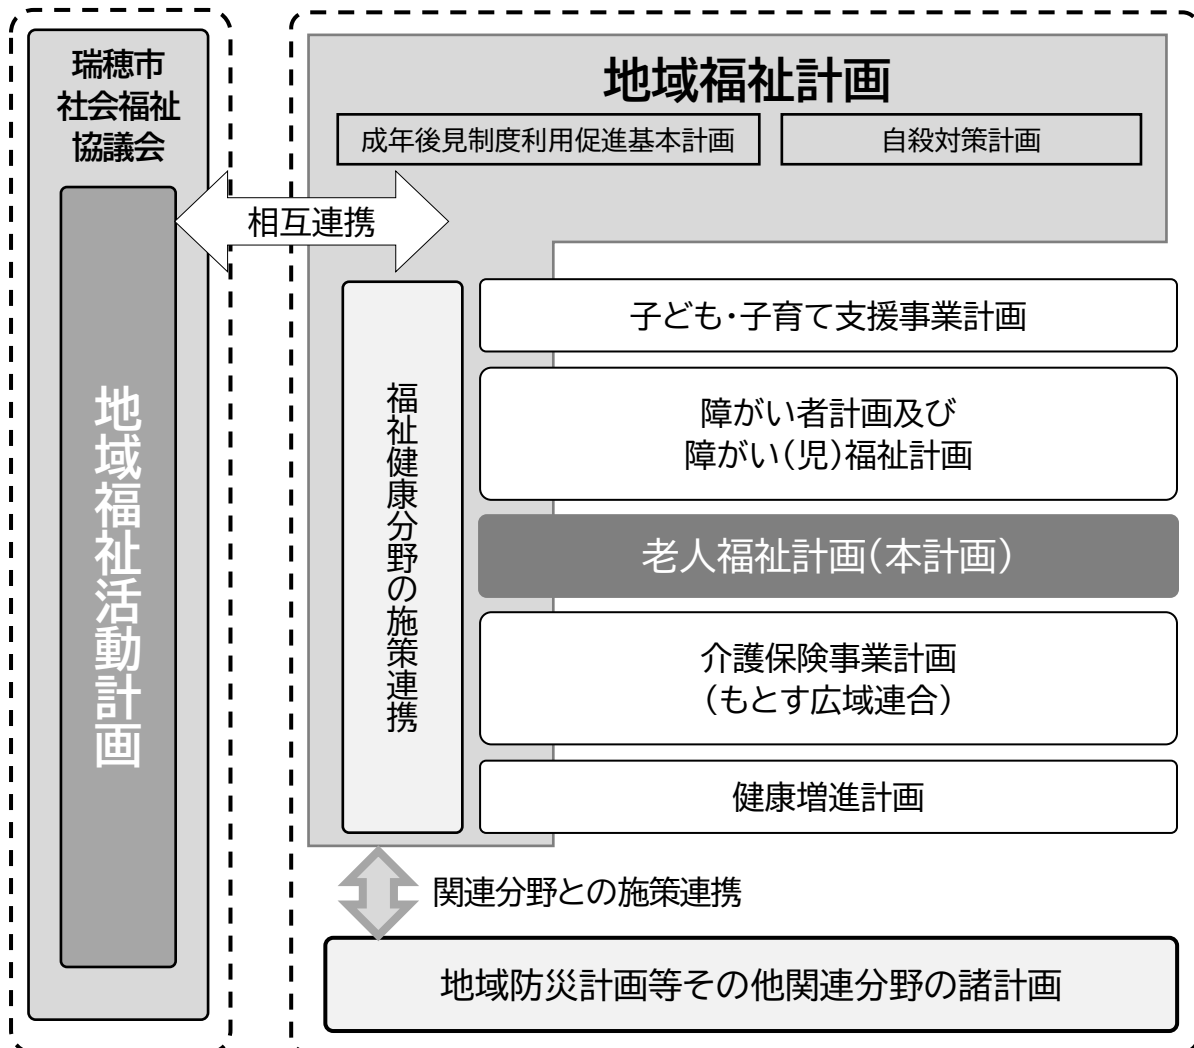 瑞穂市
社会福祉
協議会
地域福祉活動計画
相互連携
地域福祉計画
成年後見制度利用促進基本計画
自殺対策計画
福祉健康分野の施策連携
子ども・子育て支援事業計画
障がい者計画及び
障がい(児)福祉計画
老人福祉計画(本計画)
介護保険事業計画
(もとす広域連合)
健康増進計画
関連分野との施策連携
地域防災計画等その他関連分野の諸計画